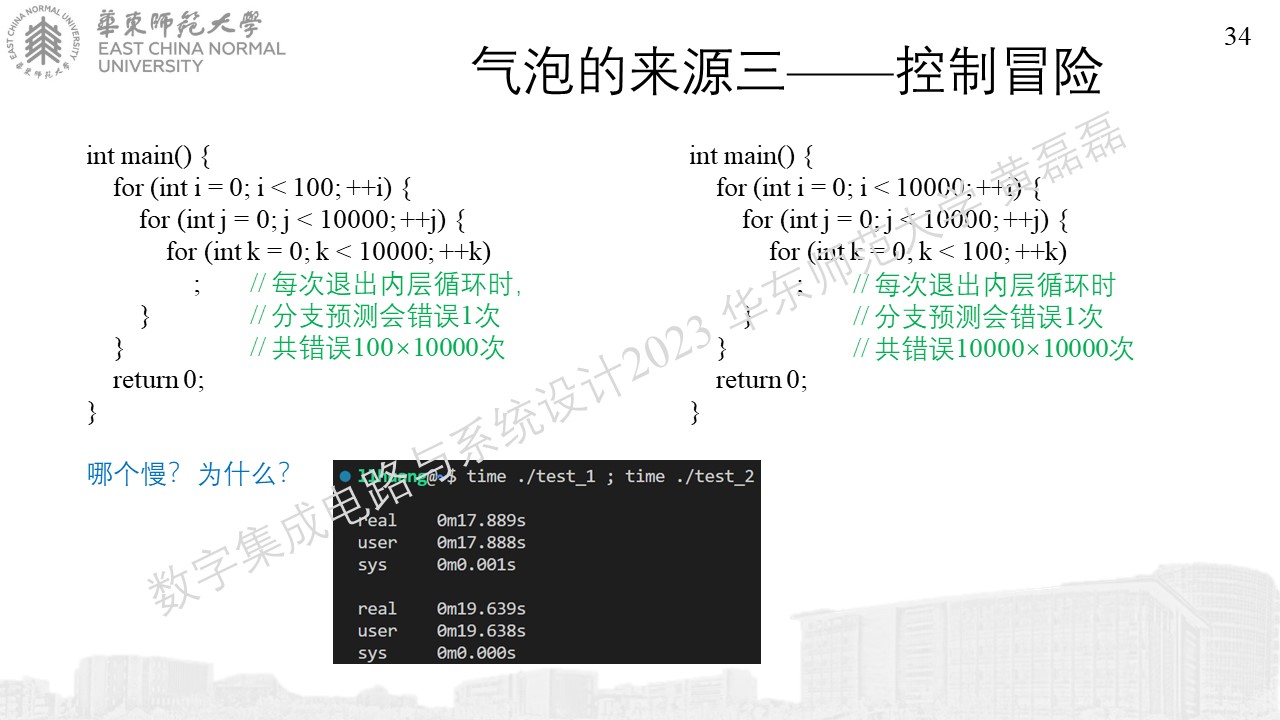 華東師範大學
EAST CHINA NORMAL
UNIVERSITY
EAST CHINA NORMAL UNIVERSITY
華東師範大學
34
气泡的来源三——控制冒险
int main() {
for (int i = 0; i < 100; ++i) {
for (int j = 0; j < 10000; ++j) {
for (int k = 0; k < 10000; ++k)
; // 每次退出内层循环时,
} // 分支预测会错误1次
} // 共错误100×10000次
return 0;
}
int main() {
for (int i = 0; i < 10000; ++i) {
for (int j = 0; j < 10000; ++j) {
for (int k = 0; k < 100; ++k)
; // 每次退出内层循环时
} // 分支预测会错误1次
} // 共错误10000×10000次
return 0;
}
哪个慢? 为什么?
lihuang@~$ time ./test_1 ; time ./test_2
real 0m17.889s
user 0m17.888s
sys 0m0.001s
real 0m19.639s
user 0m19.638s
sys 0m0.000s
数字集成电路与系统设计2023 华东师范大学 黄磊磊